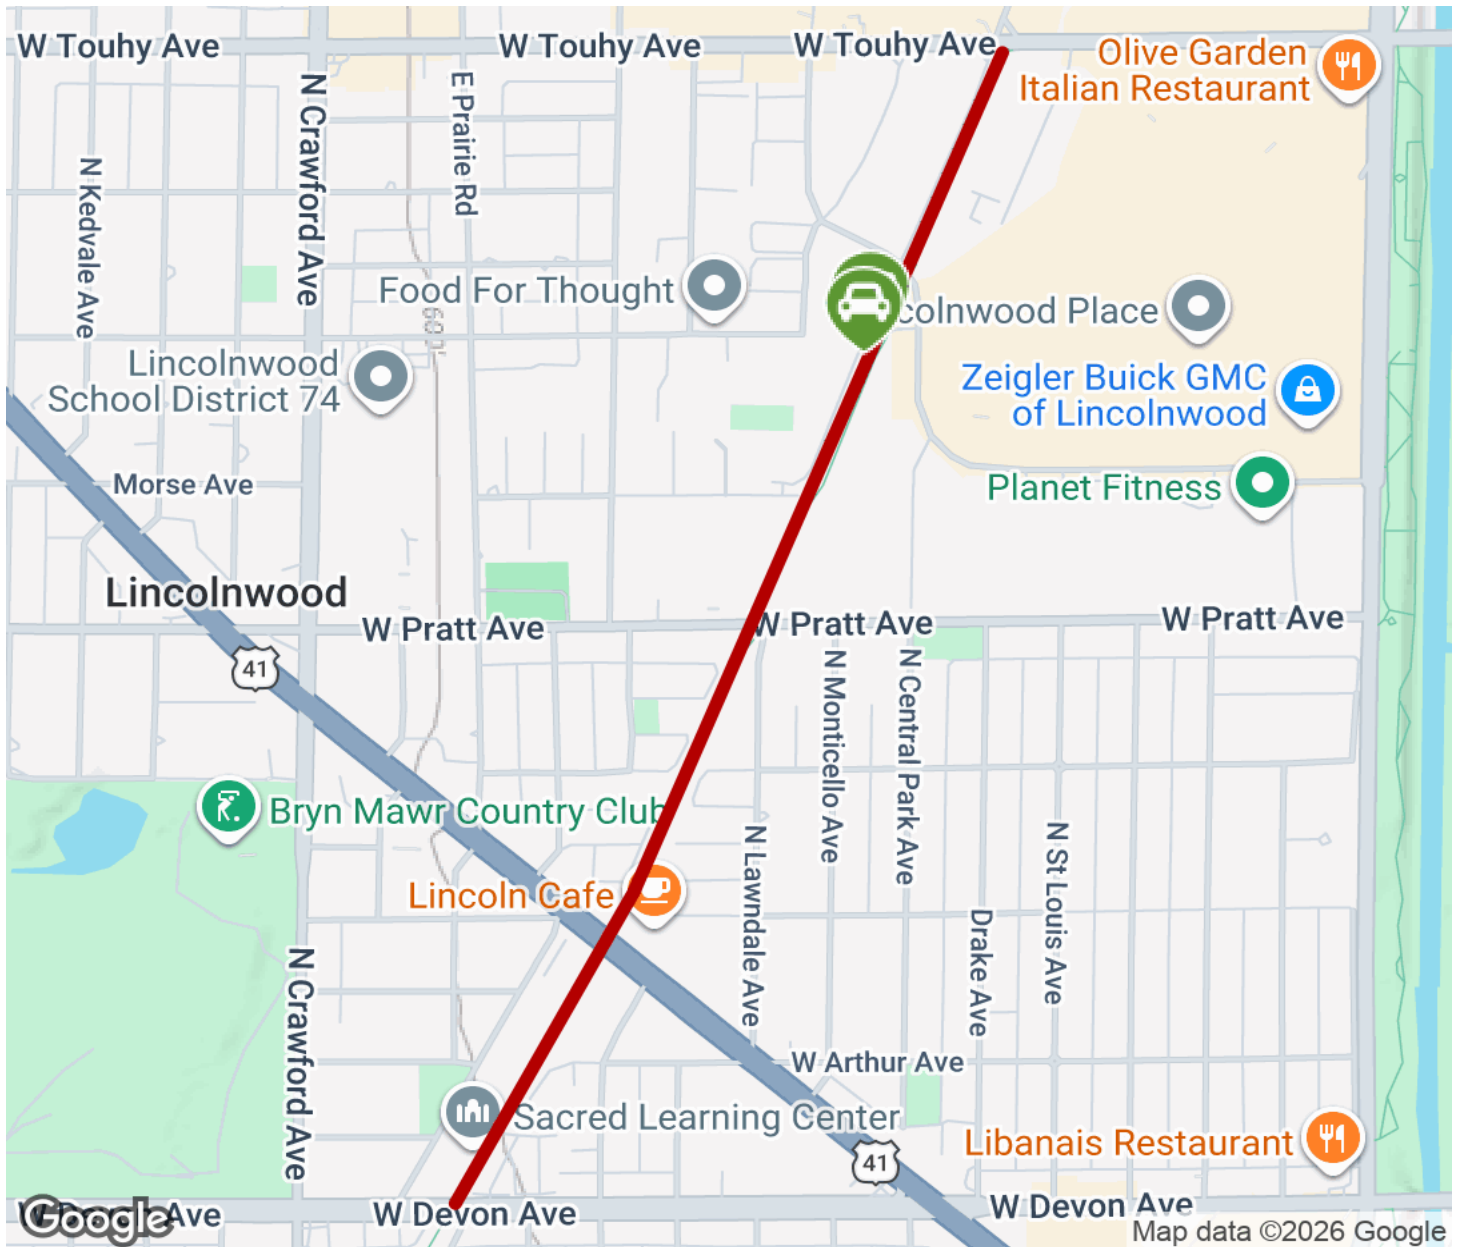 W Touhy Ave
W Touhy Ave
W Touhy Ave
Olive Garden
Italian Restaurant
N Crawford Ave
E Prairie Rd
N Kedvale Ave
Food For Thought
colnwood Place
Lincolnwood
School District 74
Zeigler Buick GMC
of Lincolnwood
Morse Ave
Planet Fitness
Lincolnwood
W Pratt Ave
W Pratt Ave
W Pratt Ave
41
N Monticello Ave
N Central Park Ave
Bryn Mawr Country Club
N Lawndale Ave
N St Louis Ave
Lincoln Cafe
Drake Ave
N Crawford Ave
W Arthur Ave
Sacred Learning Center
Libanais Restaurant
41
W Devon Ave
W Devon Ave
W Devon Ave
Google
Map data ©2026 Google